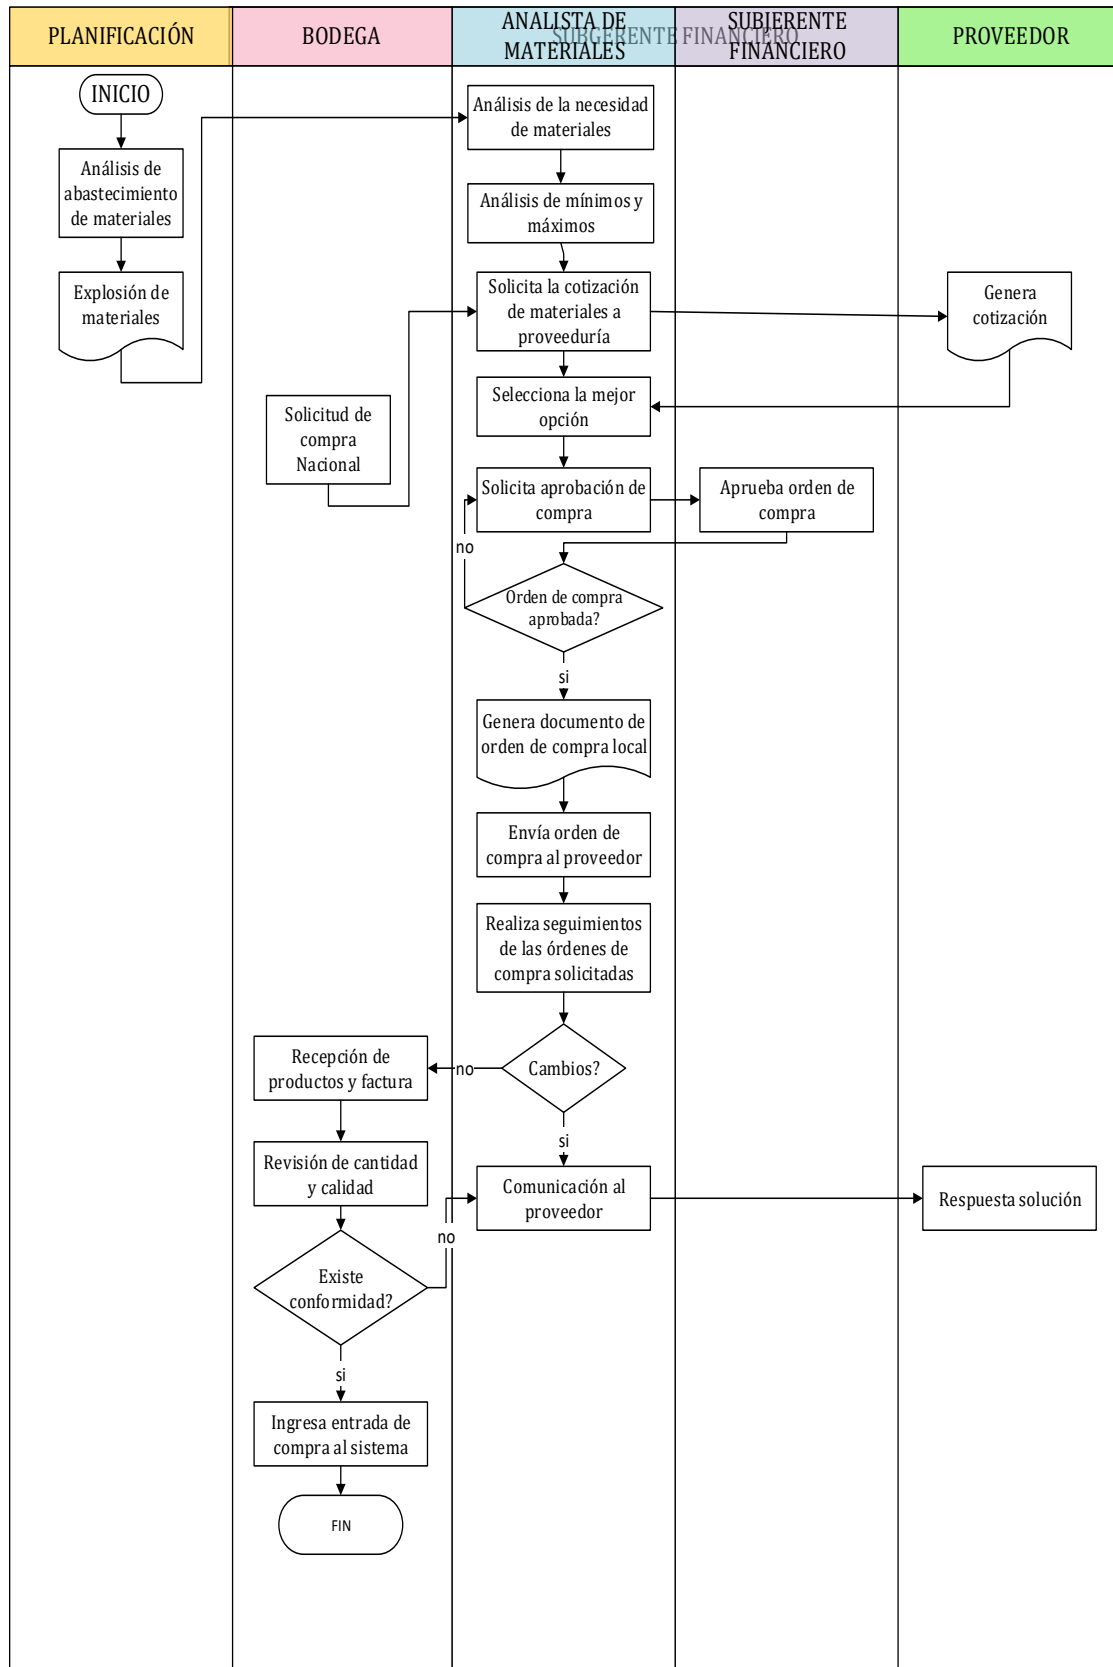 PLANIFICACIÓN
BODEGA
ANALISTA DE
MATERIALES
SUBGERENTE FINANCIERO
SUBJERENTE
FINANCIERO
PROVEEDOR
INICIO
Análisis de
abastecimiento
de materiales
Explosión de
materiales
Análisis de la necesidad
de materiales
Análisis de mínimos y
máximos
Solicita la cotización
de materiales a
proveeduría
Genera
cotización
Selecciona la mejor
opción
Solicitud de
compra
Nacional
Solicita aprobación de
compra
Aprueba orden de
compra
no
Orden de compra
aprobada?
si
Genera documento de
orden de compra local
Envía orden de
compra al proveedor
Realiza seguimientos
de las órdenes de
compra solicitadas
Cambios?
no
Recepción de
productos y factura
si
Revisión de cantidad
y calidad
Comunicación al
proveedor
Respuesta solución
no
Existe
conformidad?
si
Ingresa entrada de
compra al sistema
FIN